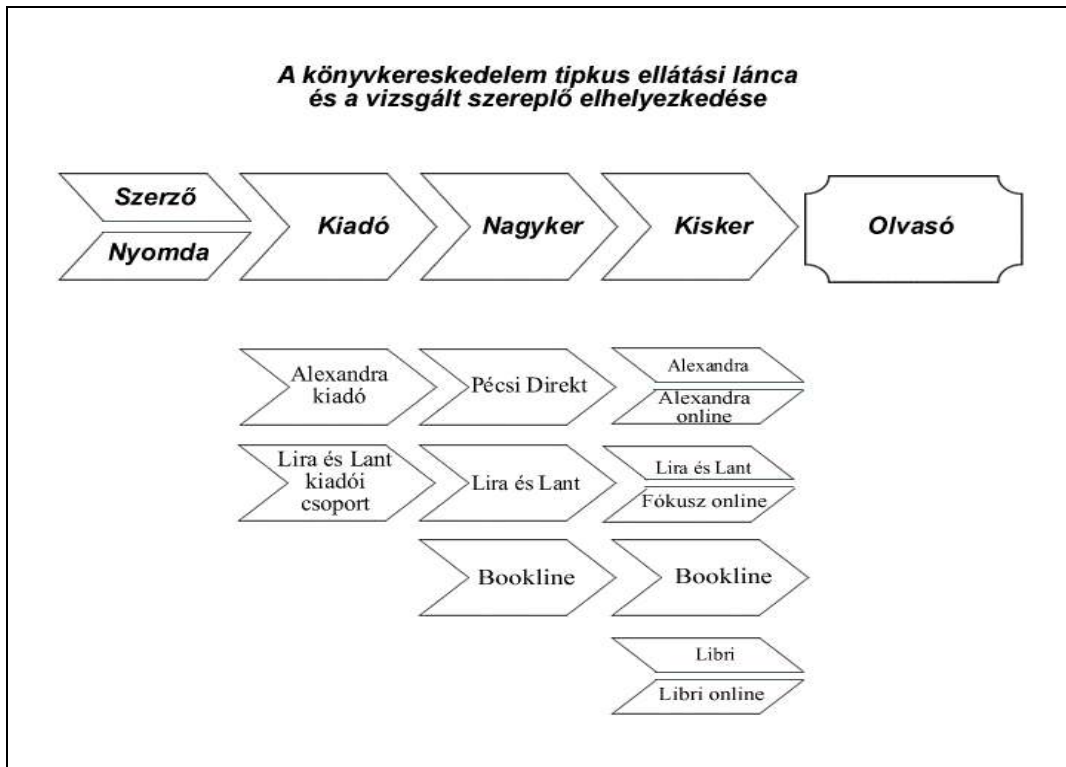 A könyvkereskedelem tipkus ellátási lánca
és a vizsgált szereplő elhelyezkedése
Szerző
Nyomda
Kiadó
Nagyker
Kisker
Olvasó
Alexandra
kiadó
Pécsi Direkt
Alexandra
Alexandra
online
Lira és Lant
kiadói
csoport
Lira és Lant
Lira és Lant
Fókusz online
Bookline
Bookline
Libri
Libri online